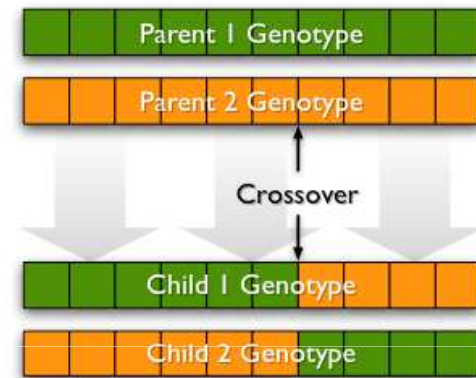 Parent 1 Genotype
Parent 2 Genotype
Crossover
Child 1 Genotype
Child 2 Genotype